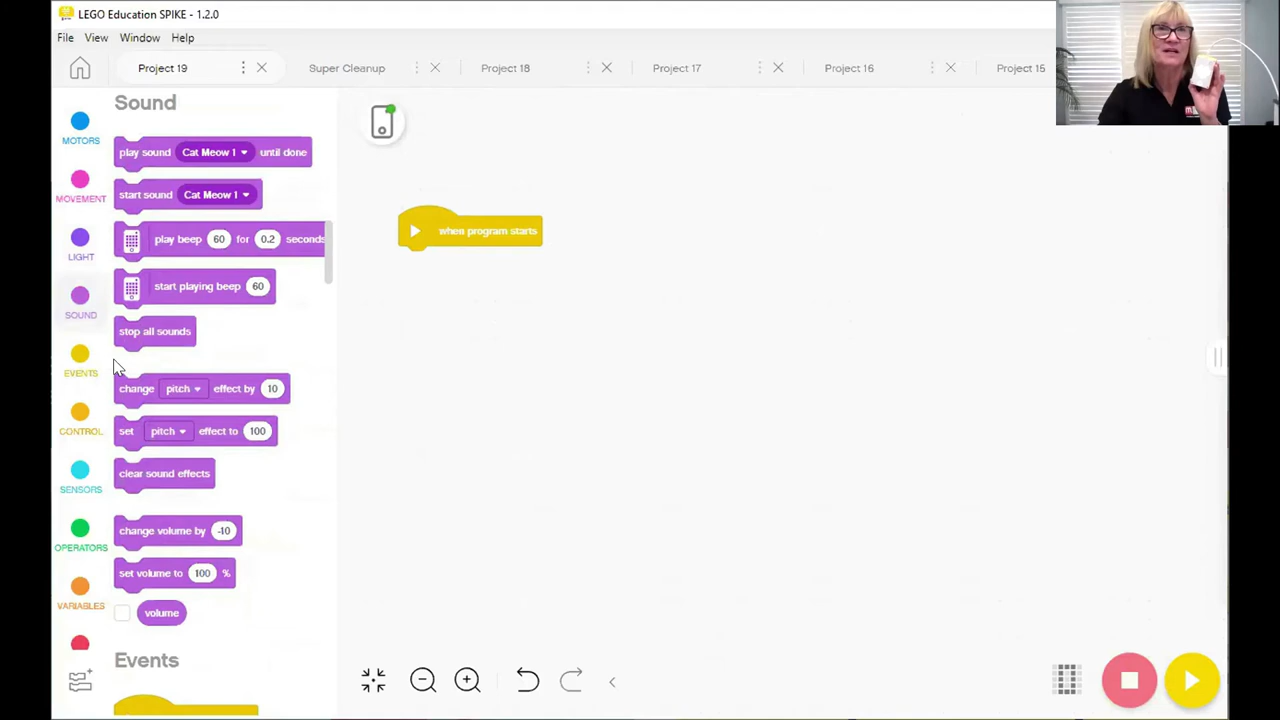 LEGO Education SPIKE - 1.2.0
File View Window Help
Project 19
Super Cleanup
Project 18
Project 17
Project 16
Project 15
MOTORS
MOVEMENT
LIGHT
SOUND
EVENTS
CONTROL
SENSORS
OPERATORS
VARIABLES
Sound
play sound Cat Meow 1 until done
start sound Cat Meow 1
play beep 60 for 0.2 seconds
start playing beep 60
stop all sounds
change pitch effect by 10
set pitch effect to 100
clear sound effects
change volume by -10
set volume to 100 %
volume
Events
when program starts